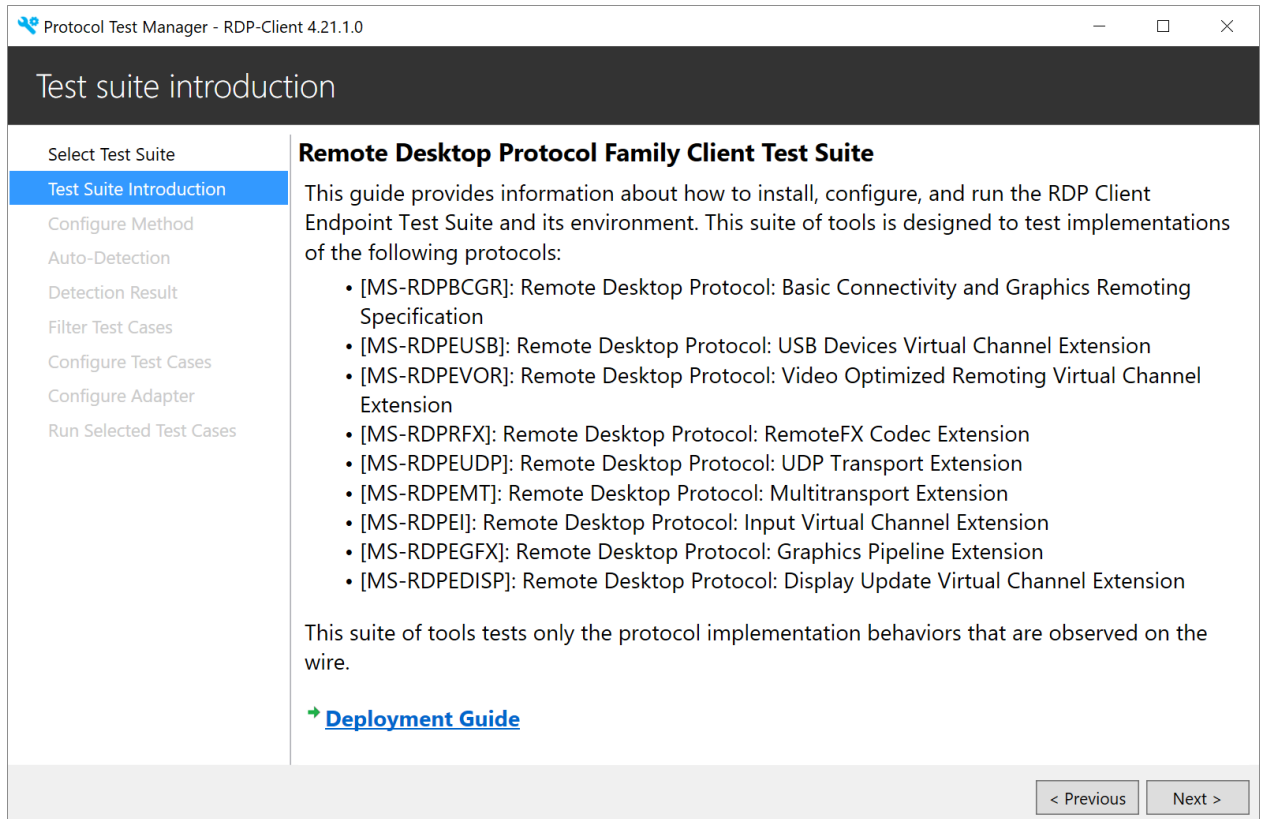 Protocol Test Manager - RDP-Client 4.21.1.0
Test suite introduction
Select Test Suite
Test Suite Introduction
Configure Method
Auto-Detection
Detection Result
Filter Test Cases
Configure Test Cases
Configure Adapter
Run Selected Test Cases
Remote Desktop Protocol Family Client Test Suite
This guide provides information about how to install, configure, and run the RDP Client
Endpoint Test Suite and its environment. This suite of tools is designed to test implementations
of the following protocols:
• [MS-RDPBCGR]: Remote Desktop Protocol: Basic Connectivity and Graphics Remoting
Specification
• [MS-RDPEUSB]: Remote Desktop Protocol: USB Devices Virtual Channel Extension
• [MS-RDPEVOR]: Remote Desktop Protocol: Video Optimized Remoting Virtual Channel
Extension
• [MS-RDPRFX]: Remote Desktop Protocol: RemoteFX Codec Extension
• [MS-RDPEUDP]: Remote Desktop Protocol: UDP Transport Extension
• [MS-RDPEMT]: Remote Desktop Protocol: Multitransport Extension
• [MS-RDPEI]: Remote Desktop Protocol: Input Virtual Channel Extension
• [MS-RDPEGFX]: Remote Desktop Protocol: Graphics Pipeline Extension
• [MS-RDPEDISP]: Remote Desktop Protocol: Display Update Virtual Channel Extension
This suite of tools tests only the protocol implementation behaviors that are observed on the
wire.
Deployment Guide
< Previous
Next >